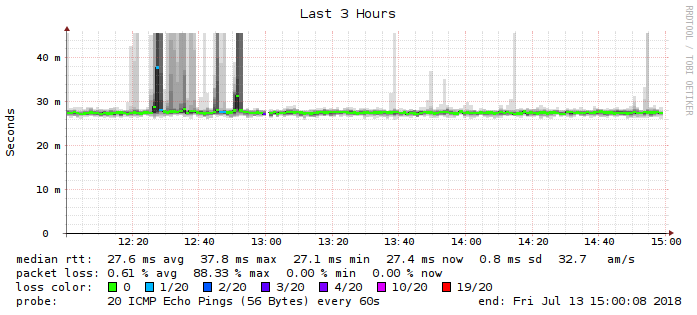 Last 3 Hours
RRDTOOL / TOBI OETIKER
Seconds
40 m
30 m
20 m
10 m
0
12:20 12:40 13:00 13:20 13:40 14:00 14:20 14:40 15:00
median rtt: 27.6 ms avg 37.8 ms max 27.1 ms min 27.4 ms now 0.8 ms sd 32.7 am/s
packet loss: 0.61 % avg 88.33 % max 0.00 % min 0.00 % now
loss color: 0 1/20 2/20 3/20 4/20 10/20 19/20
probe: 20 ICMP Echo Pings (56 Bytes) every 60s end: Fri Jul 13 15:00:08 2018